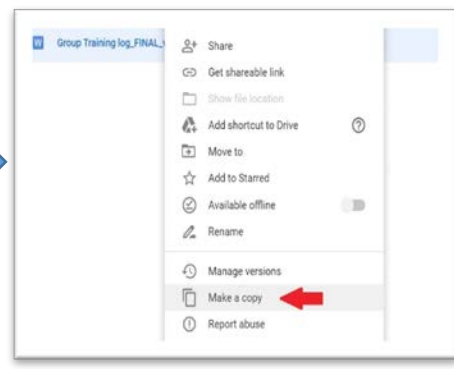 W Group Training log_FINAL_
Share
Get shareable link
Show file location
Add shortcut to Drive ?
Move to
Add to Starred
Available offline
Rename
Manage versions
Make a copy
Report abuse